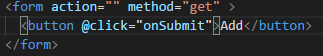 <form action="" method="get" >
<button @click="onSubmit">Add</button>
</form>